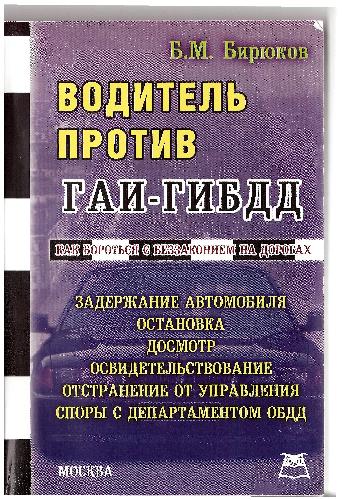 Б.М. Бирюков
ВОДИТЕЛЬ
ПРОТИВ
ГАИ-ГИБДД
КАК БОРОТЬСЯ С БЕЗЗАКОНИЕМ НА ДОРОГАХ
ЗАДЕРЖАНИЕ АВТОМОБИЛЯ
ОСТАНОВКА
ДОСМОТР
ОСВИДЕТЕЛЬСТВОВАНИЕ
ОТСТРАНЕНИЕ ОТ УПРАВЛЕНИЯ
СПОРЫ С ДЕПАРТАМЕНТОМ ОБДД
МОСКВА